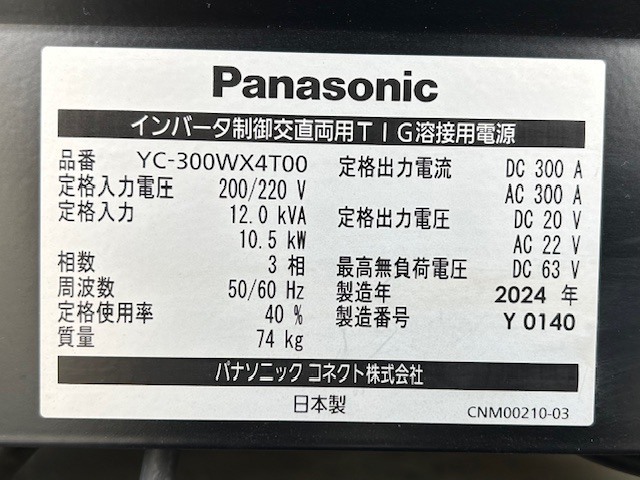 Panasonic
インバータ制御交直両用TIG溶接用電源
品番 YC-300WX4T00 定格出力電流 DC 300 A
定格入力電圧 200/220 V AC 300 A
定格入力 12.0 kVA 定格出力電圧 DC 20 V
10.5 kW AC 22 V
相数 3 相 最高無負荷電圧 DC 63 V
周波数 50/60 Hz 製造年 2024 年
定格使用率 40 % 製造番号 Y 0140
質量 74 kg
パナソニック コネクト株式会社
日本製 CNM00210-03